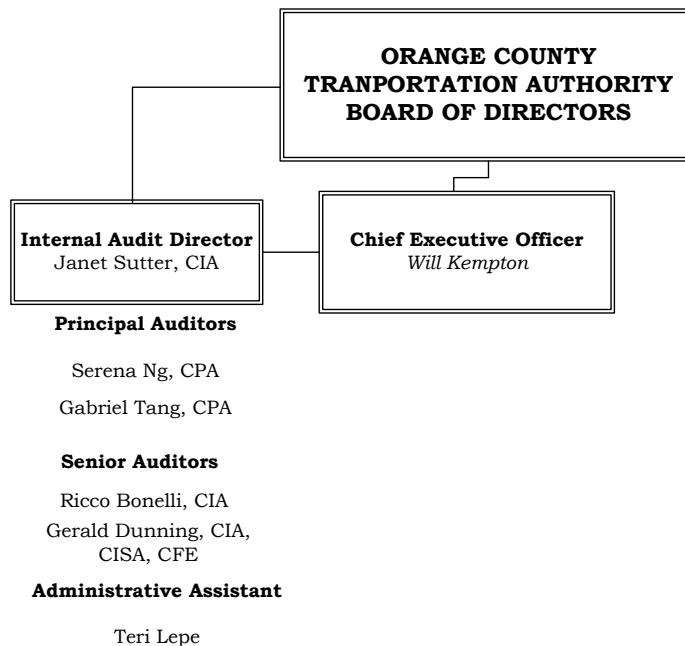 ORANGE COUNTY
TRANPORTATION AUTHORITY
BOARD OF DIRECTORS
Internal Audit Director
Janet Sutter, CIA
Chief Executive Officer
Will Kempton
Principal Auditors
Serena Ng, CPA
Gabriel Tang, CPA
Senior Auditors
Ricco Bonelli, CIA
Gerald Dunning, CIA,
CISA, CFE
Administrative Assistant
Teri Lepe